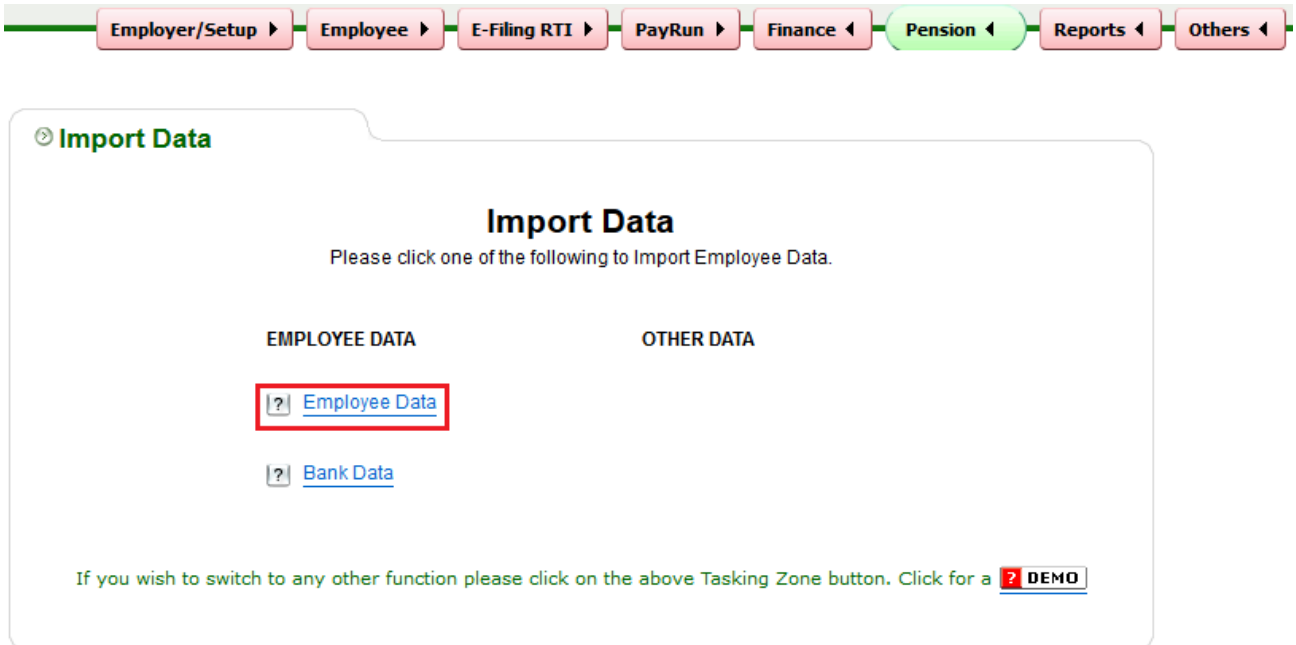 Employer/Setup Employee E-Filing RTI PayRun Finance Pension Reports Others
Import Data
Import Data
Please click one of the following to Import Employee Data.
EMPLOYEE DATA OTHER DATA
? Employee Data
? Bank Data
If you wish to switch to any other function please click on the above Tasking Zone button. Click for a ? DEMO